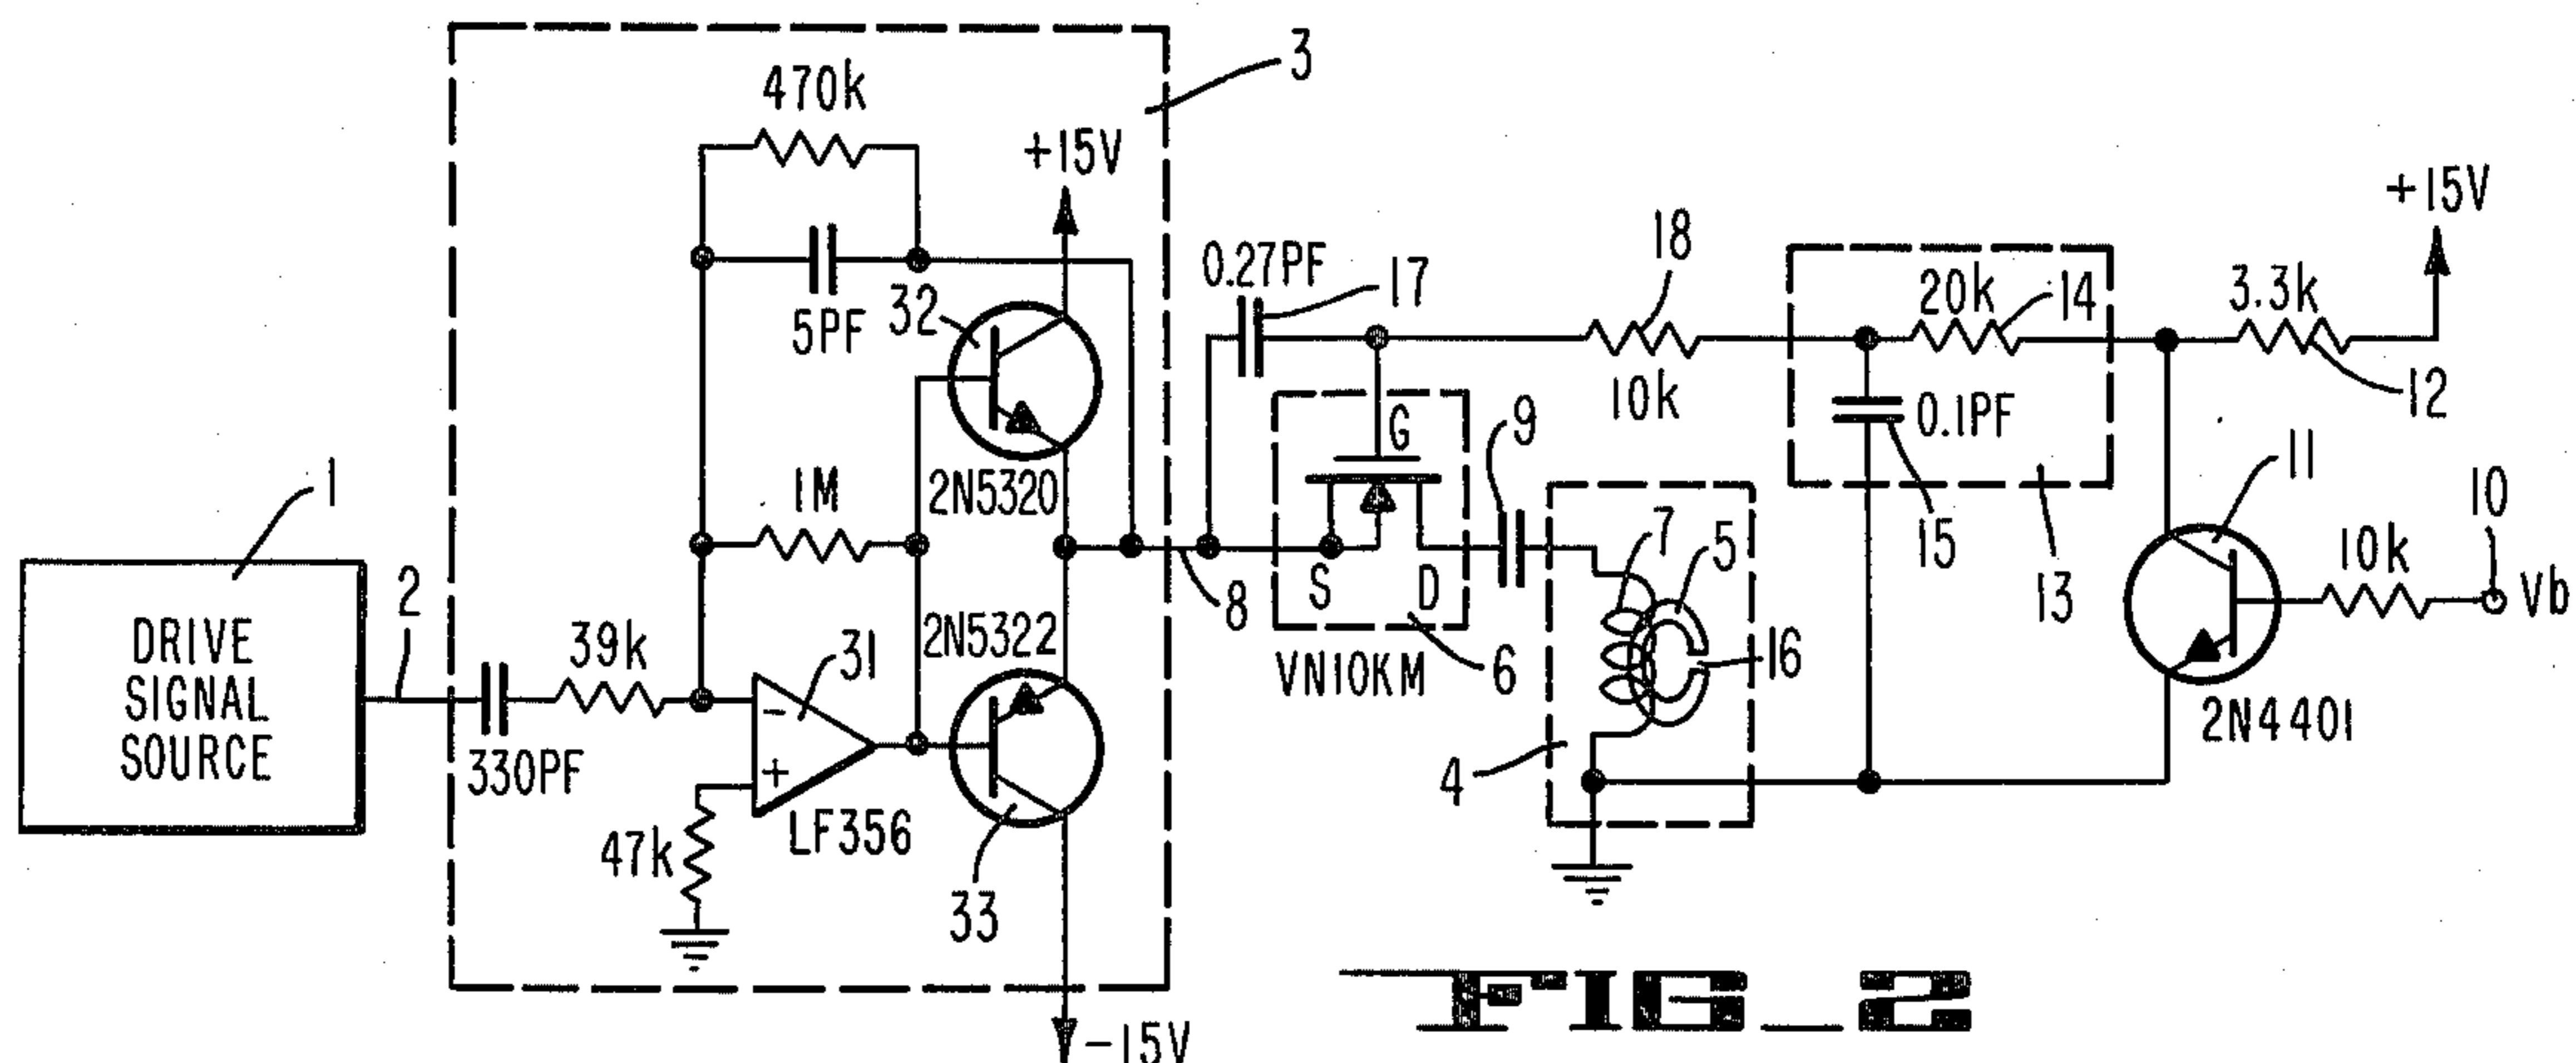 3
470k
+15V
5PF
32
2N5320
1M
1
2
DRIVE
SIGNAL
SOURCE
330PF
39k
-
+
31
LF356
47k
2N5322
33
-15V
8
0.27PF
17
G
S
D
VN10KM
6
9
18
10k
7
5
16
4
20k
14
0.1PF
15
13
3.3k
12
+15V
11
10
10k
Vb
2N4401
FIG_2